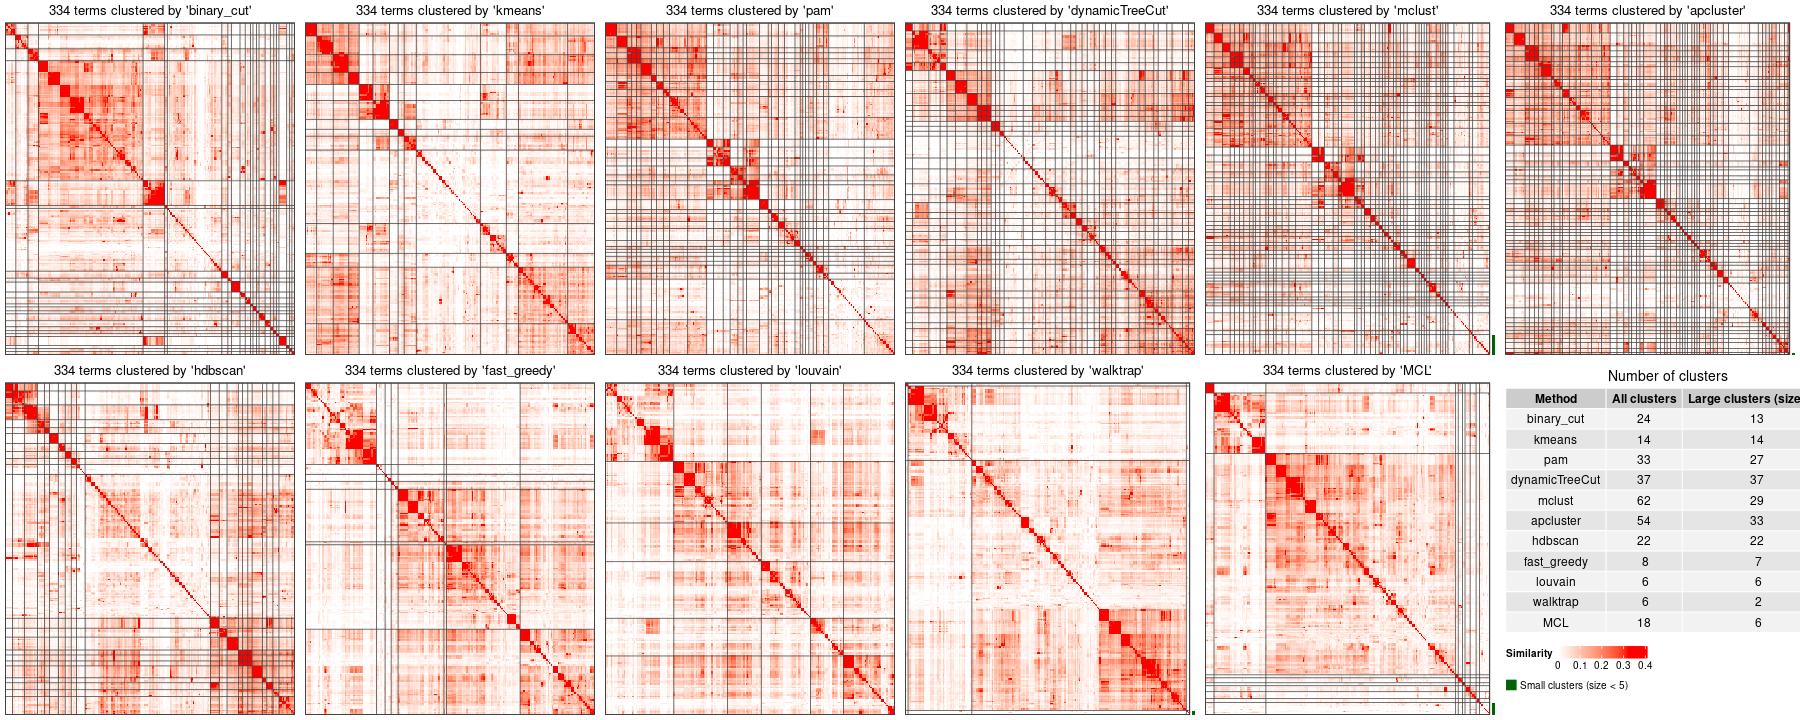 334 terms clustered by 'binary_cut'
334 terms clustered by 'kmeans'
334 terms clustered by 'pam'
334 terms clustered by 'dynamicTreeCut'
334 terms clustered by 'mclust'
334 terms clustered by 'apcluster'
334 terms clustered by 'hdbscan'
334 terms clustered by 'fast_greedy'
334 terms clustered by 'louvain'
334 terms clustered by 'walktrap'
334 terms clustered by 'MCL'
Number of clusters
Method All clusters Large clusters (size
binary_cut 24 13
kmeans 14 14
pam 33 27
dynamicTreeCut 37 37
mclust 62 29
apcluster 54 33
hdbscan 22 22
fast_greedy 8 7
louvain 6 6
walktrap 6 2
MCL 18 6
Similarity
0 0.1 0.2 0.3 0.4
Small clusters (size < 5)